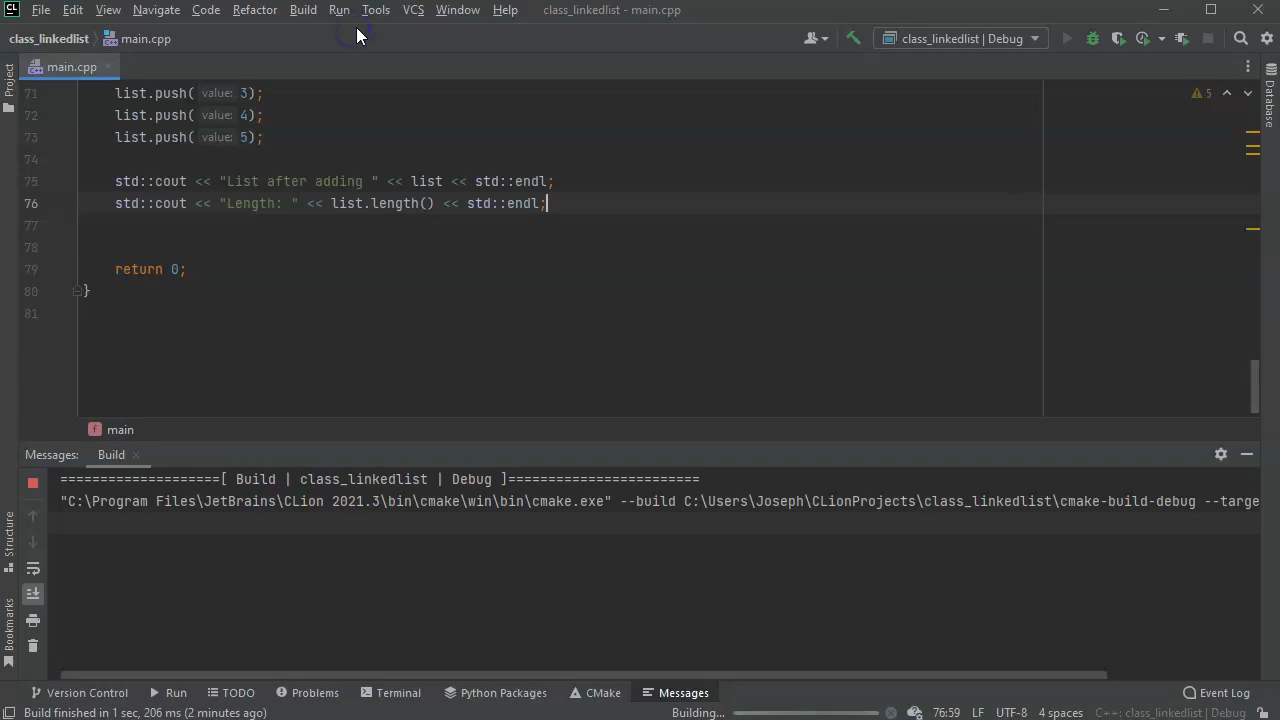 CL File Edit View Navigate Code Refactor Build Run Tools VCS Window Help class_linkedlist - main.cpp
class_linkedlist main.cpp class_linkedlist | Debug
Project main.cpp Database
71 list.push( value: 3); 5
72 list.push( value: 4);
73 list.push( value: 5);
74
75 std::cout << "List after adding " << list << std::endl;
76 std::cout << "Length: " << list.length() << std::endl;
77
78
79 return 0;
80 }
81
f main
Messages: Build
====================[ Build | class_linkedlist | Debug ]========================
"C:\Program Files\JetBrains\CLion 2021.3\bin\cmake\win\bin\cmake.exe" --build C:\Users\Joseph\CLionProjects\class_linkedlist\cmake-build-debug --targe
Structure
Bookmarks
Version Control Run TODO Problems Terminal Python Packages CMake Messages Event Log
Build finished in 1 sec, 206 ms (2 minutes ago) Building... 76:59 LF UTF-8 4 spaces C++: class_linkedlist | Debug